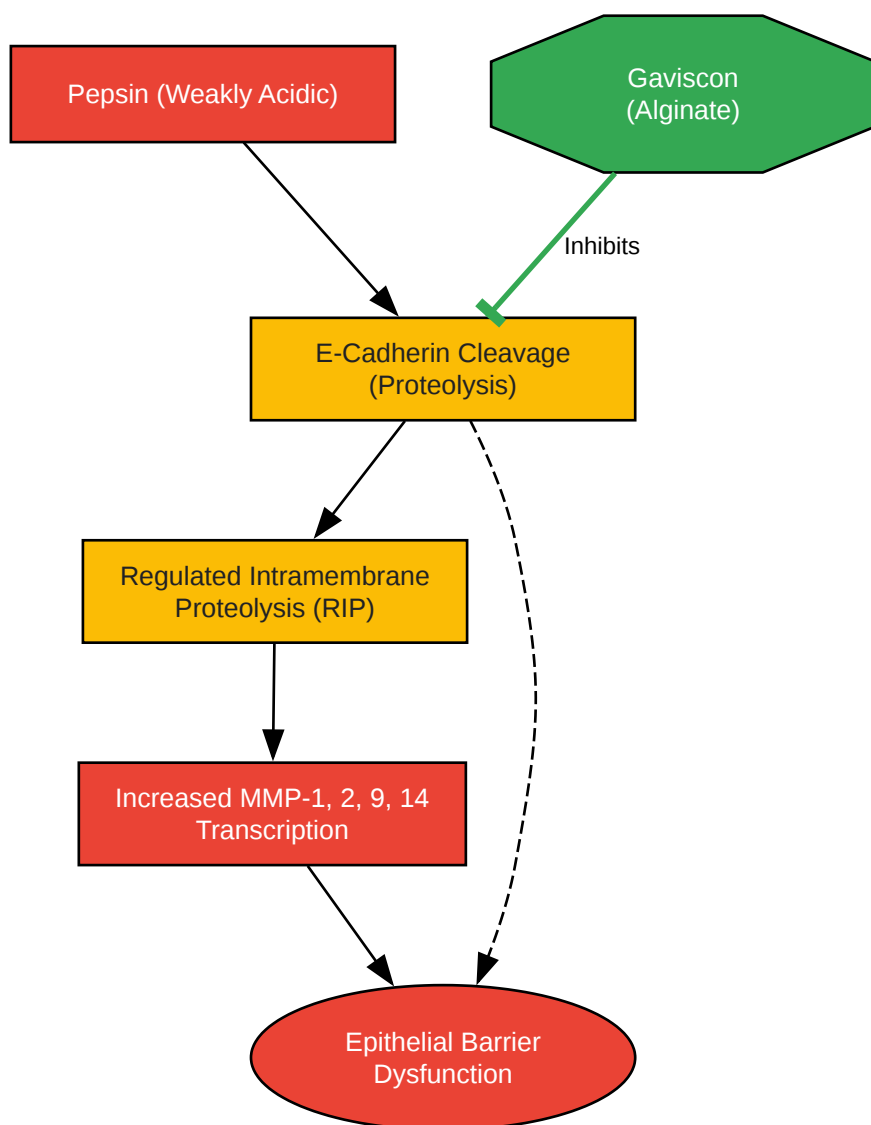 Pepsin (Weakly Acidic)
Gaviscon
(Alginate)
Inhibits
E-Cadherin Cleavage
(Proteolysis)
Regulated Intramembrane
Proteolysis (RIP)
Increased MMP-1, 2, 9, 14
Transcription
Epithelial Barrier
Dysfunction